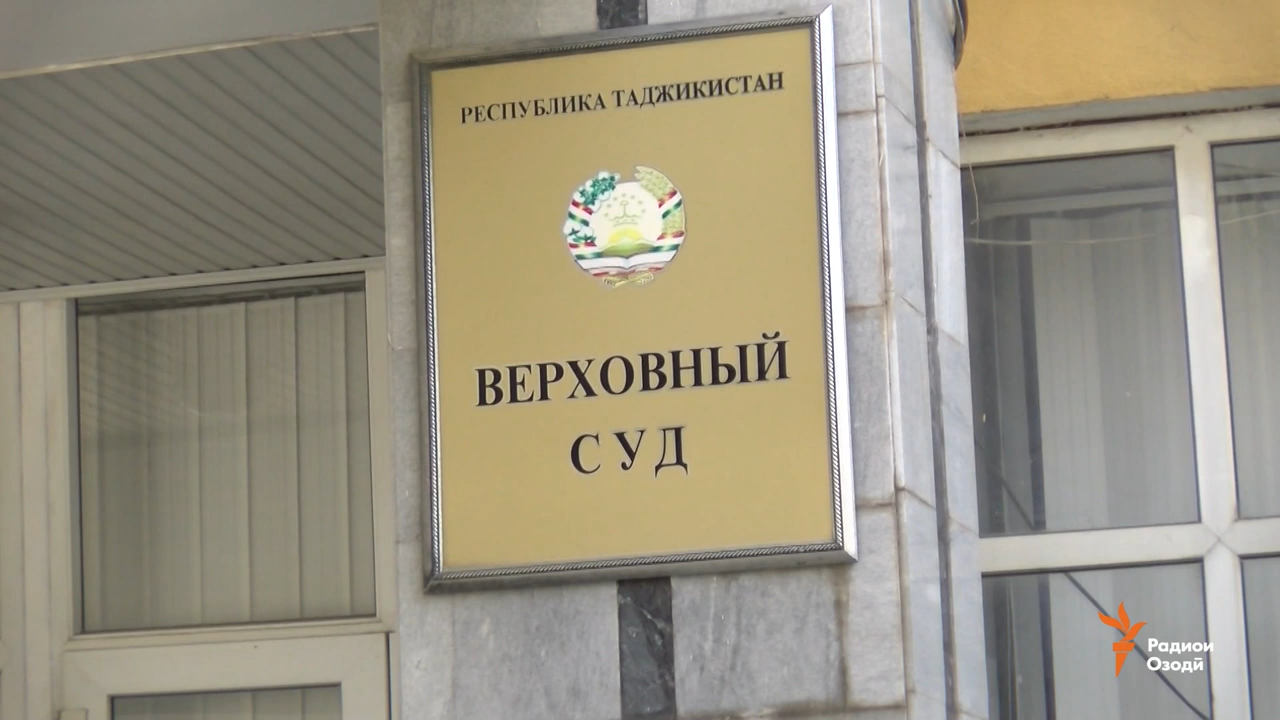 РЕСПУБЛИКА ТАДЖИКИСТАН
ВЕРХОВНЫЙ
СУД
Радиои
Озодӣ